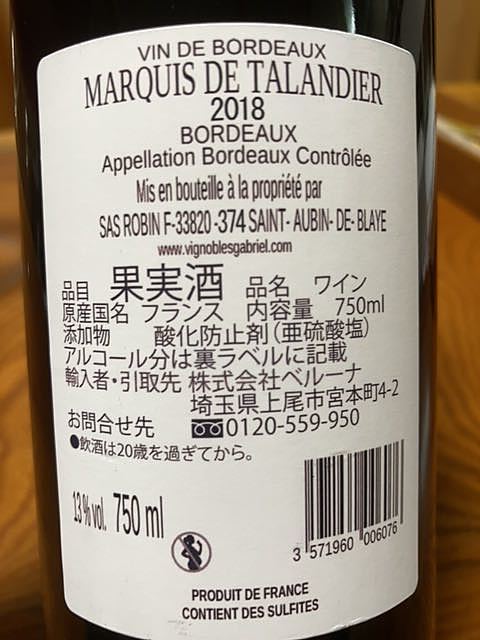 VIN DE BORDEAUX
MARQUIS DE TALANDIER
2018
BORDEAUX
Appellation Bordeaux Contrôlée
Mis en bouteille à la propriété par
SAS ROBIN F-33820 -374 SAINT- AUBIN- DE- BLAYE
www.vignoblesgabriel.com
品目 果実酒 品名 ワイン
原産国名 フランス 内容量 750ml
添加物 酸化防止剤（亜硫酸塩）
アルコール分は裏ラベルに記載
輸入者・引取先 株式会社ベルーナ
埼玉県上尾市宮本町4-2
お問合せ先 0120-559-950
●飲酒は20歳を過ぎてから。
13% vol. 750 ml
3 571960 006076
PRODUIT DE FRANCE
CONTIENT DES SULFITES